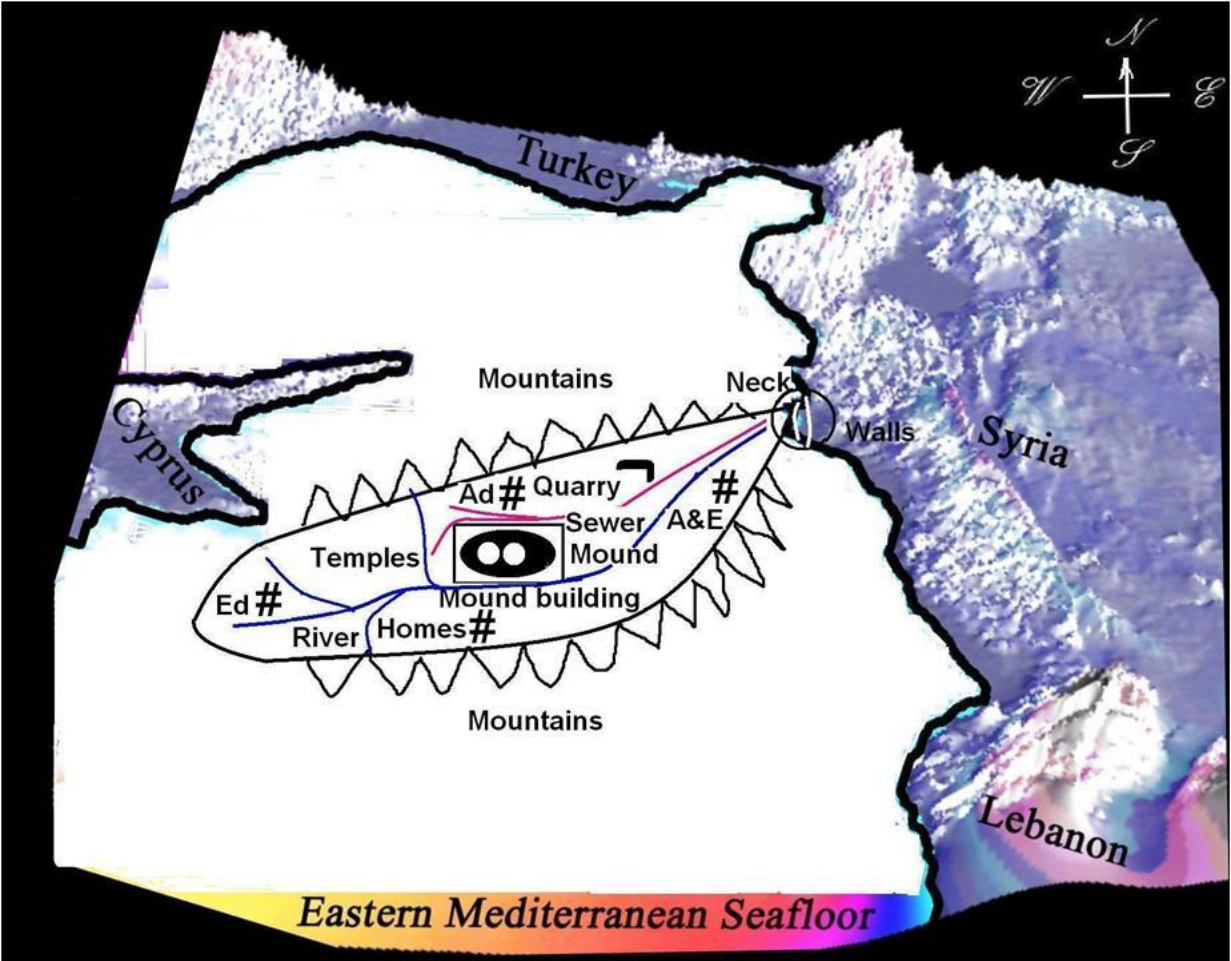 N
W E
S
Turkey
Mountains
Neck
Cyprus
Walls
Syria
Ad # Quarry
#
Sewer A&E
Temples
Mound
Ed #
Mound building
River Homes #
Mountains
Lebanon
Eastern Mediterranean Seafloor